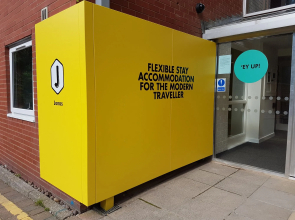 J
FLEXIBLE STAY
ACCOMMODATION
FOR THE MODERN
TRAVELLER
'EY UP!